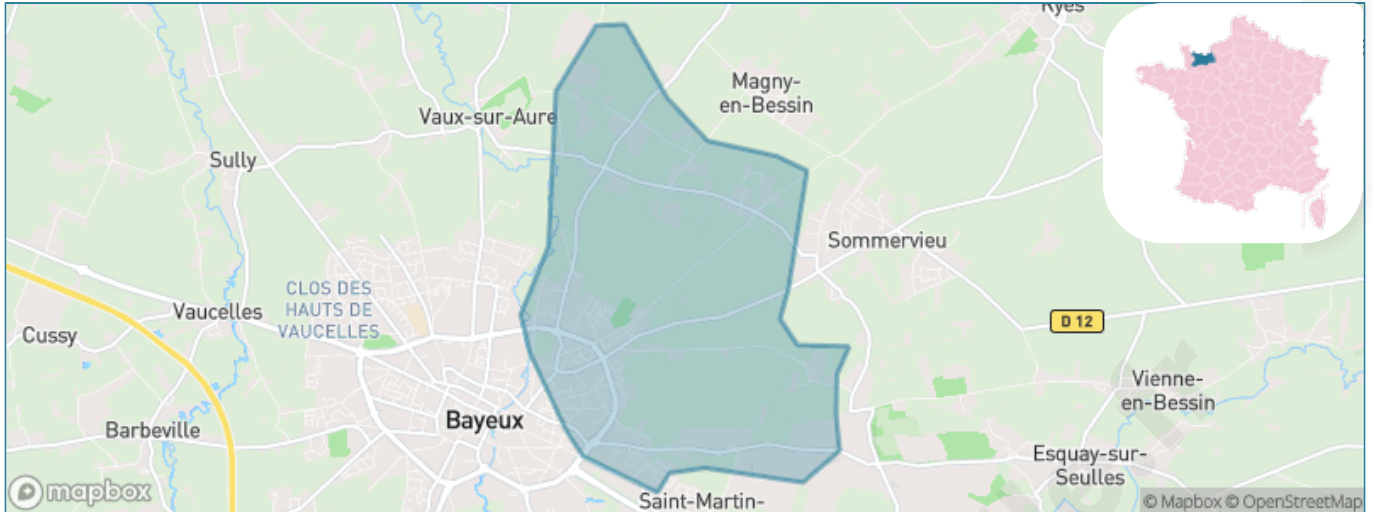 Ryes
Magny-
en-Bessin
Vaux-sur-Aure
Sully
Sommervieu
CLOS DES
HAUTS DE
VAUCELLES
Vaucelles
D 12
Cussy
Vienne-
en-Bessin
Bayeux
Barbeville
Esquay-sur-
Seulles
Saint-Martin-
mapbox
© Mapbox © OpenStreetMap